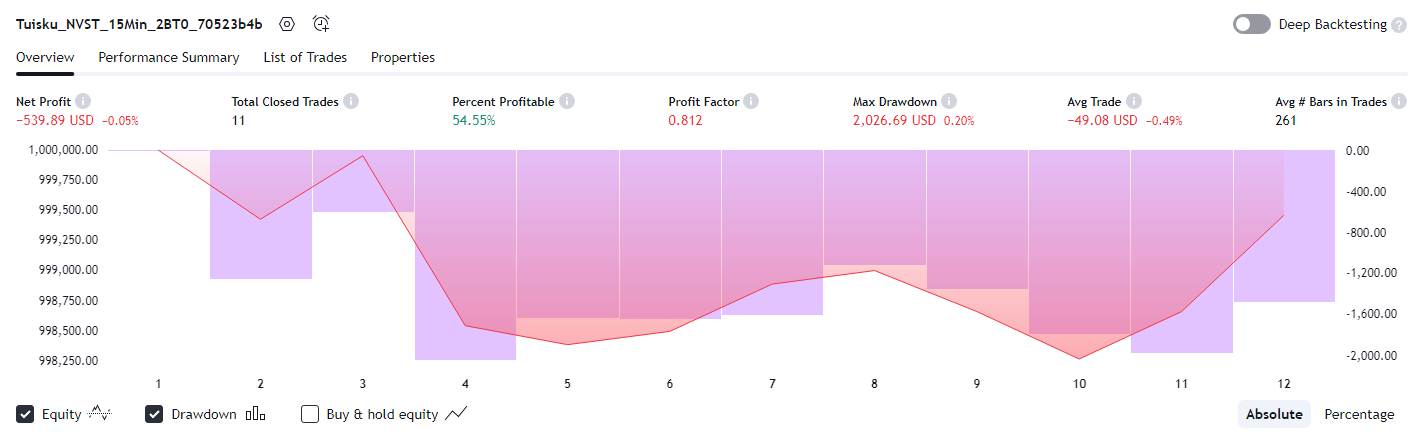 Tuisku_NVST_15Min_2BT0_70523b4b
Deep Backtesting ?
Overview Performance Summary List of Trades Properties
Net Profit i Total Closed Trades i Percent Profitable i Profit Factor i Max Drawdown i Avg Trade i Avg # Bars in Trades i
−539.89 USD −0.05% 11 54.55% 0.812 2,026.69 USD 0.20% −49.08 USD −0.49% 261
1,000,000.00 0.00
999,750.00
-400.00
999,500.00
-800.00
999,250.00
999,000.00 -1,200.00
998,750.00
-1,600.00
998,500.00
998,250.00 -2,000.00
1 2 3 4 5 6 7 8 9 10 11 12
Equity Drawdown Buy & hold equity Absolute Percentage